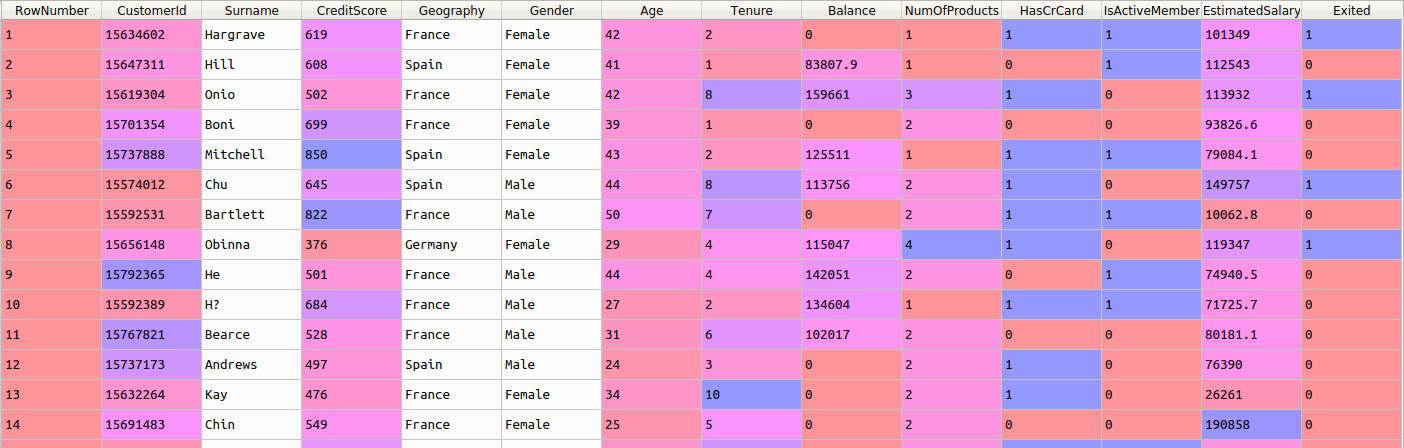 RowNumber CustomerId Surname CreditScore Geography Gender Age Tenure Balance NumOfProducts HasCrCard IsActiveMember EstimatedSalary Exited
1 15634602 Hargrave 619 France Female 42 2 0 1 1 1 101349 1
2 15647311 Hill 608 Spain Female 41 1 83807.9 1 0 1 112543 0
3 15619304 Onio 502 France Female 42 8 159661 3 1 0 113932 1
4 15701354 Boni 699 France Female 39 1 0 2 0 0 93826.6 0
5 15737888 Mitchell 850 Spain Female 43 2 125511 1 1 1 79084.1 0
6 15574012 Chu 645 Spain Male 44 8 113756 2 1 0 149757 1
7 15592531 Bartlett 822 France Male 50 7 0 2 1 1 10062.8 0
8 15656148 Obinna 376 Germany Female 29 4 115047 4 1 0 119347 1
9 15792365 He 501 France Male 44 4 142051 2 0 1 74940.5 0
10 15592389 H? 684 France Male 27 2 134604 1 1 1 71725.7 0
11 15767821 Bearce 528 France Male 31 6 102017 2 0 0 80181.1 0
12 15737173 Andrews 497 Spain Male 24 3 0 2 1 0 76390 0
13 15632264 Kay 476 France Female 34 10 0 2 1 0 26261 0
14 15691483 Chin 549 France Female 25 5 0 2 0 0 190858 0